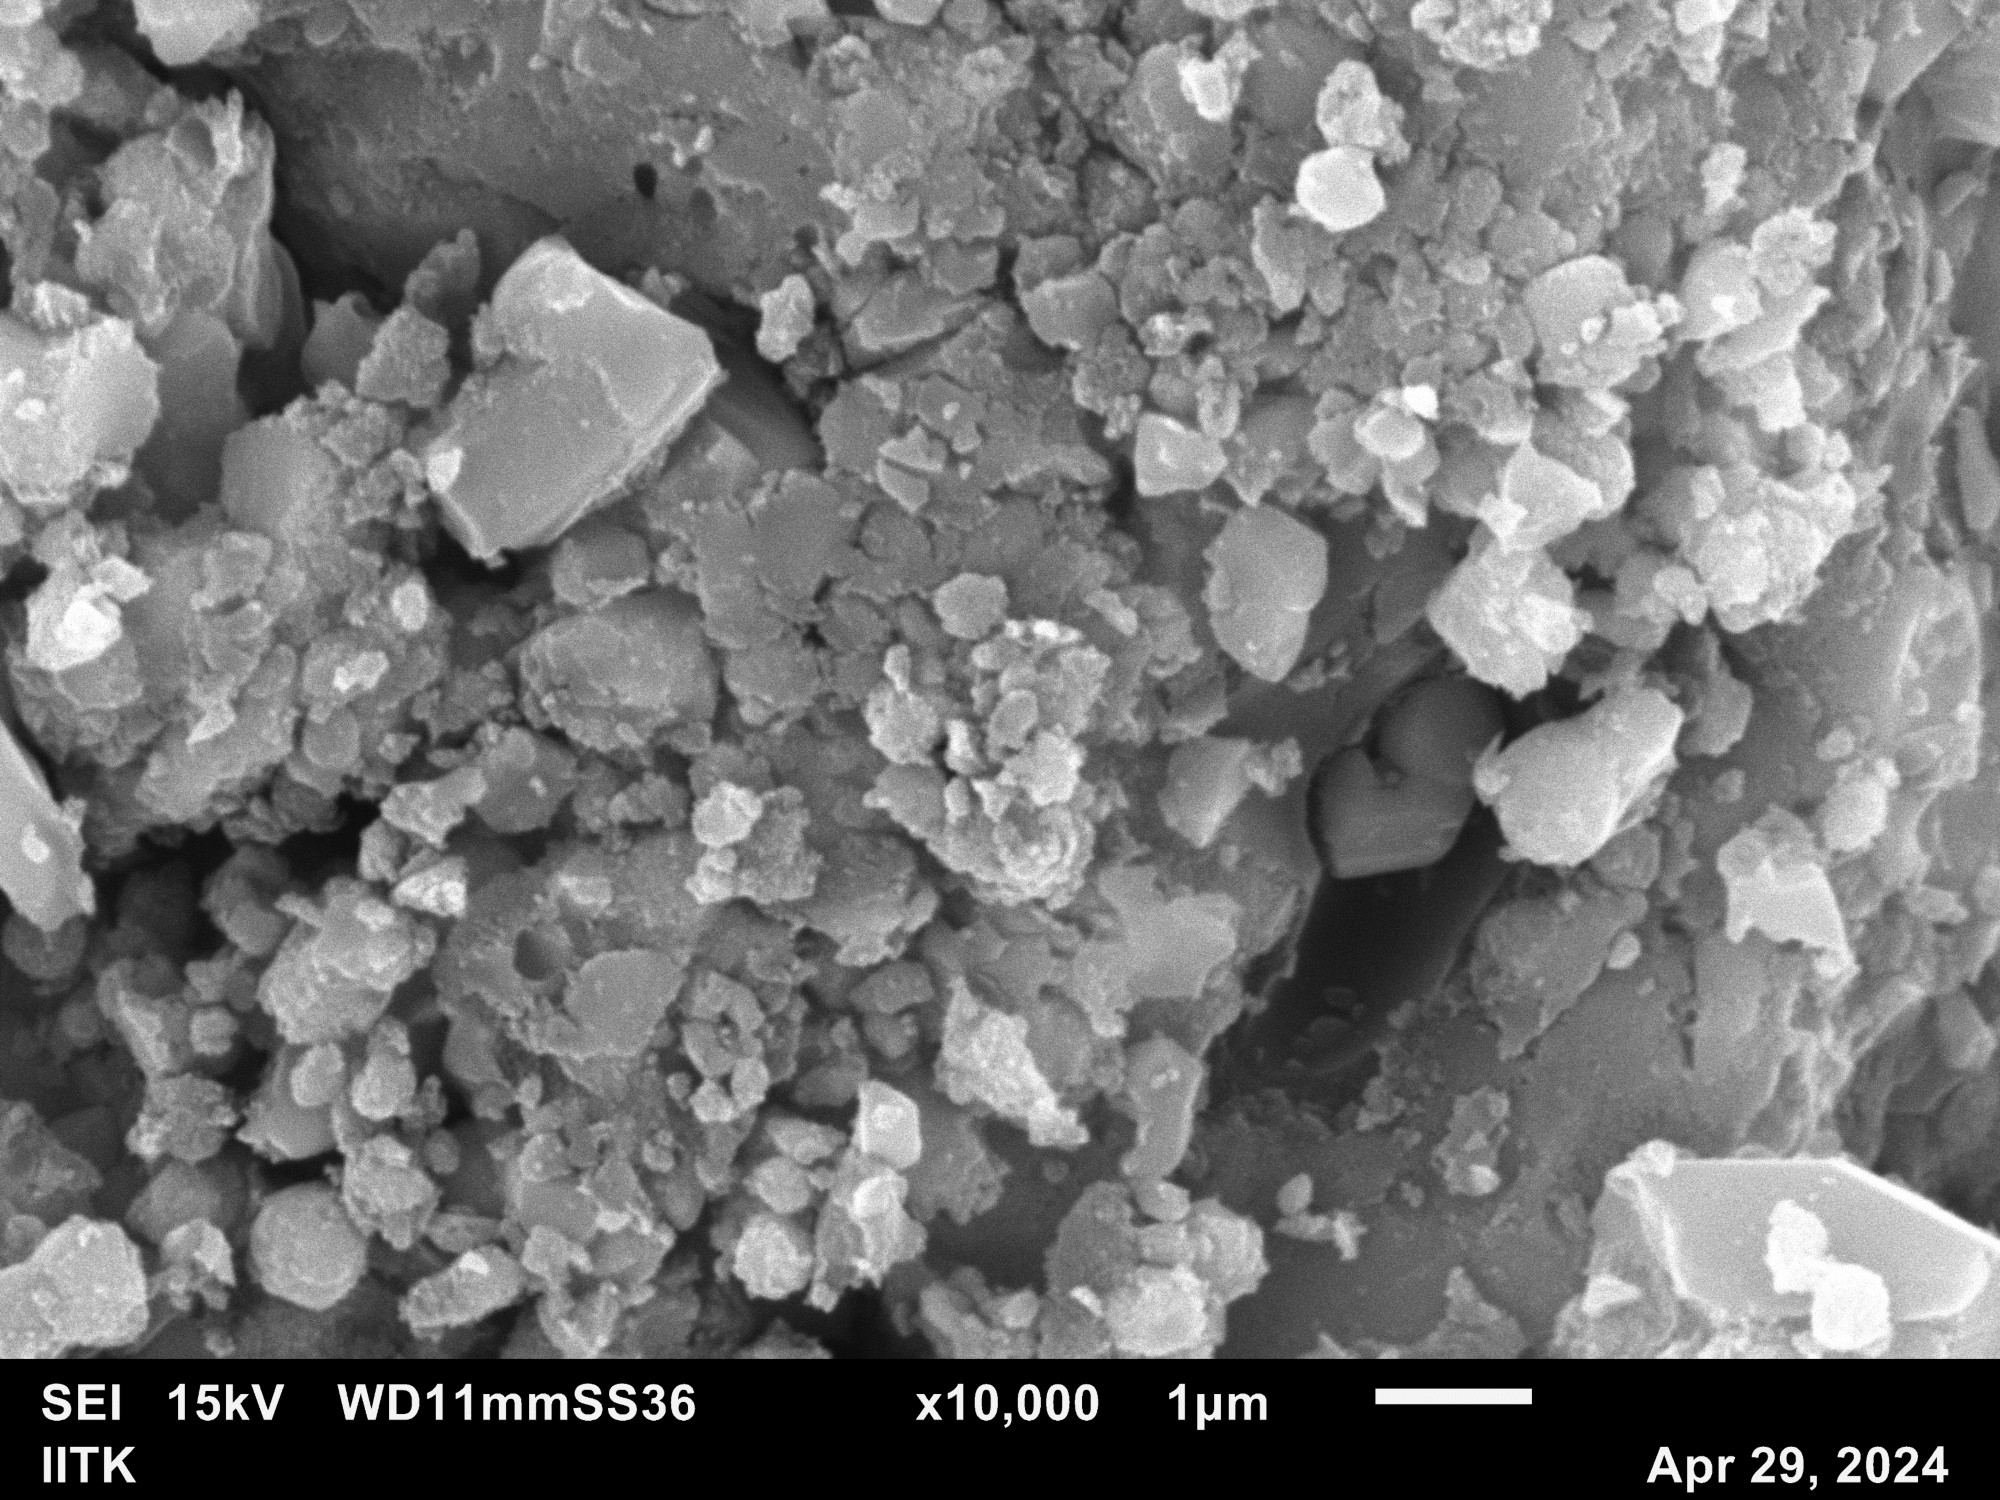 SEI 15kV WD11mmSS36 x10,000 1µm
IITK Apr 29, 2024